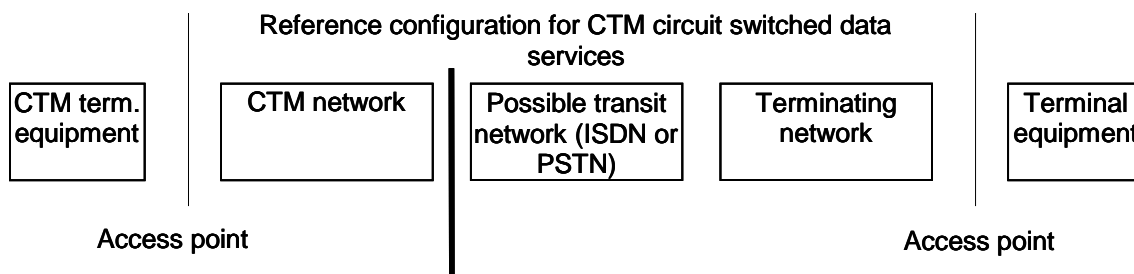 Reference configuration for CTM circuit switched data
services
CTM term.
equipment
CTM network
Possible transit
network (ISDN or
PSTN)
Terminating
network
Terminal
equipment
Access point
Access point